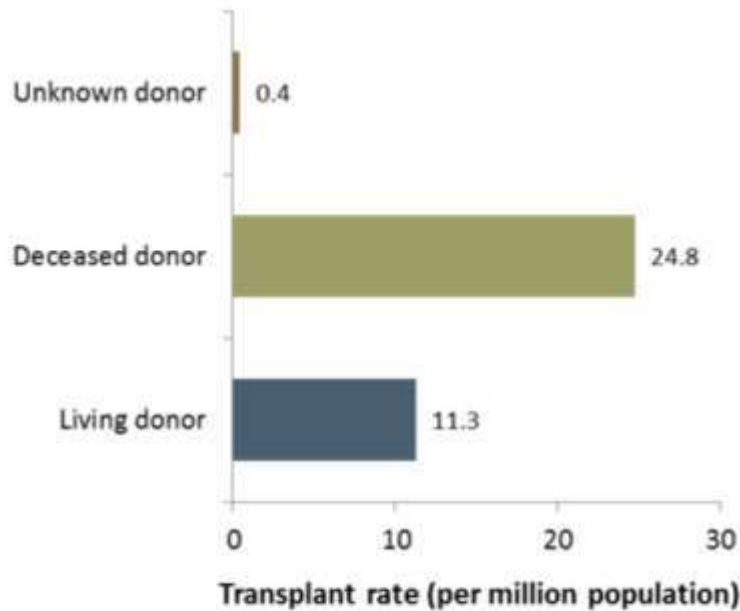 Unknown donor 0.4
Deceased donor 24.8
Living donor 11.3
0 10 20 30
Transplant rate (per million population)